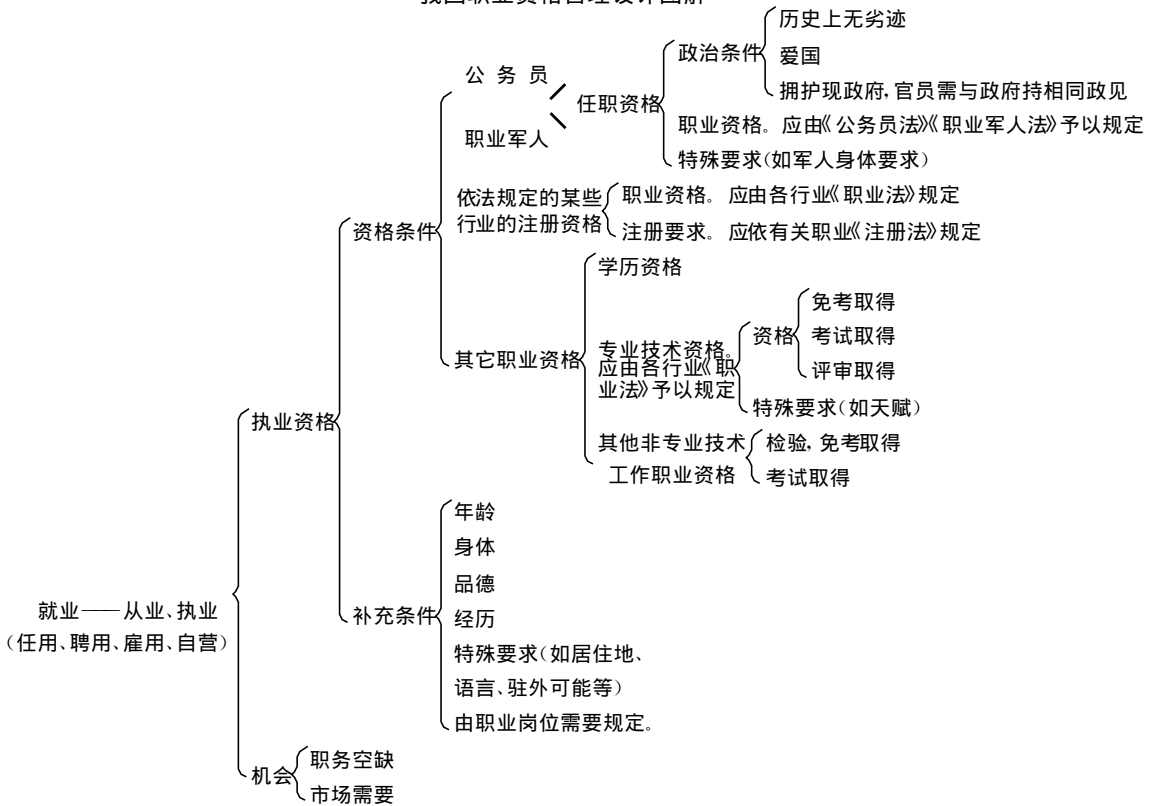 历史上无劣迹
政治条件
爱国
拥护现政府,官员需与政府持相同政见
公务员
任职资格
职业军人
职业资格。应由《公务员法》《职业军人法》予以规定
特殊要求(如军人身体要求)
依法规定的某些
行业的注册资格
职业资格。应由各行业《职业法》规定
注册要求。应依有关职业《注册法》规定
资格条件
学历资格
其它职业资格
专业技术资格。
应由各行业《职
业法》予以规定
资格
免考取得
考试取得
评审取得
特殊要求(如天赋)
执业资格
其他非专业技术
工作职业资格
检验,免考取得
考试取得
年龄
身体
品德
补充条件
经历
特殊要求(如居住地、
语言、驻外可能等)
由职业岗位需要规定。
就业——从业、执业
(任用、聘用、雇用、自营)
机会
职务空缺
市场需要